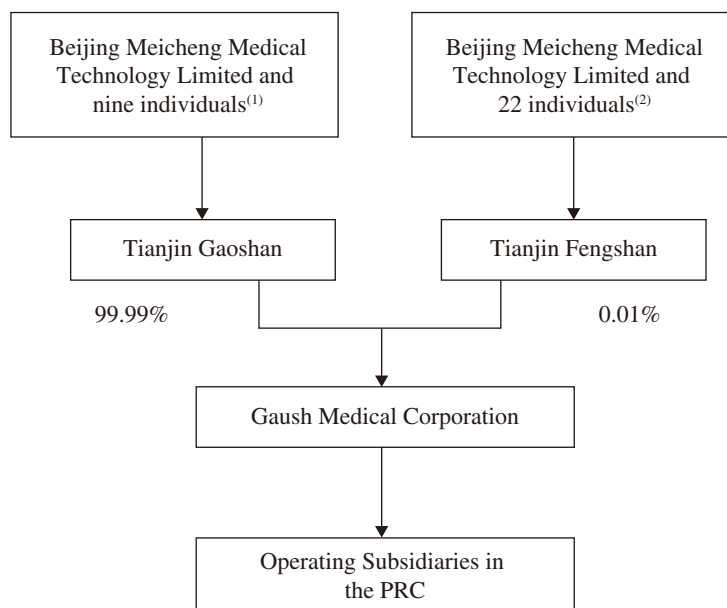 Beijing Meicheng Medical
Technology Limited and
nine individuals(1)
Beijing Meicheng Medical
Technology Limited and
22 individuals(2)
Tianjin Gaoshan
Tianjin Fengshan
99.99%
0.01%
Gaush Medical Corporation
Operating Subsidiaries in
the PRC